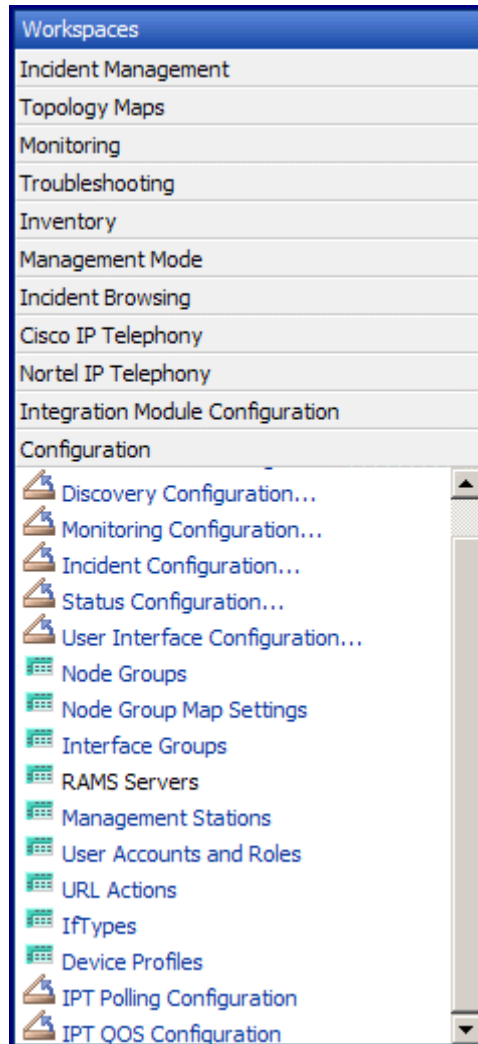 Workspaces
Incident Management
Topology Maps
Monitoring
Troubleshooting
Inventory
Management Mode
Incident Browsing
Cisco IP Telephony
Nortel IP Telephony
Integration Module Configuration
Configuration
Discovery Configuration...
Monitoring Configuration...
Incident Configuration...
Status Configuration...
User Interface Configuration...
Node Groups
Node Group Map Settings
Interface Groups
RAMS Servers
Management Stations
User Accounts and Roles
URL Actions
IfTypes
Device Profiles
IPT Polling Configuration
IPT QOS Configuration